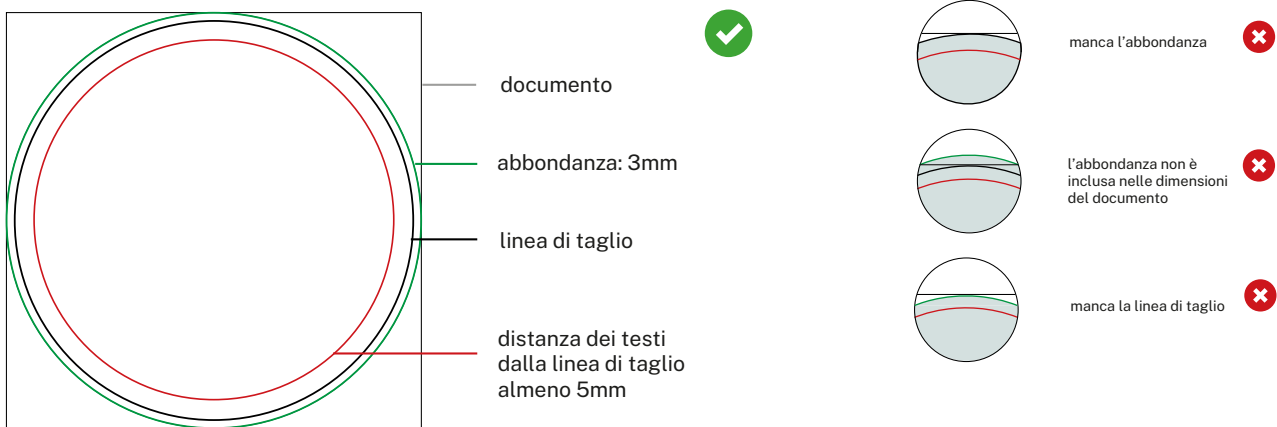 documento
abbondanza: 3mm
linea di taglio
distanza dei testi
dalla linea di taglio
almeno 5mm
manca l'abbondanza
l'abbondanza non è
inclusa nelle dimensioni
del documento
manca la linea di taglio